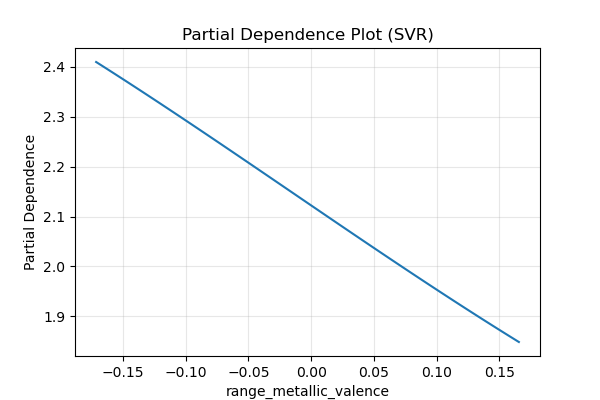 Partial Dependence Plot (SVR)
Partial Dependence
2.4
2.3
2.2
2.1
2.0
1.9
−0.15 −0.10 −0.05 0.00 0.05 0.10 0.15
range_metallic_valence